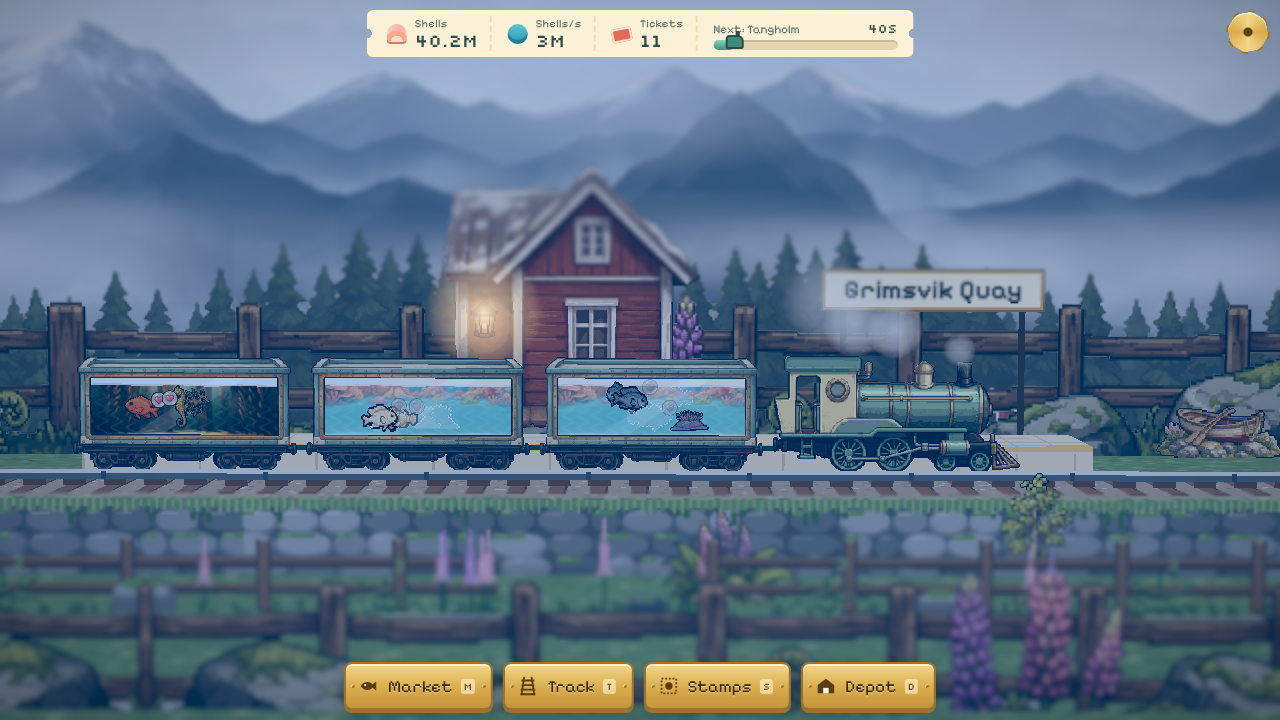 Shells
40.2M
Shells/s
3M
Tickets
11
Next: Tangholm
40S
Grimsvik Quay
Market M
Track T
Stamps S
Depot D